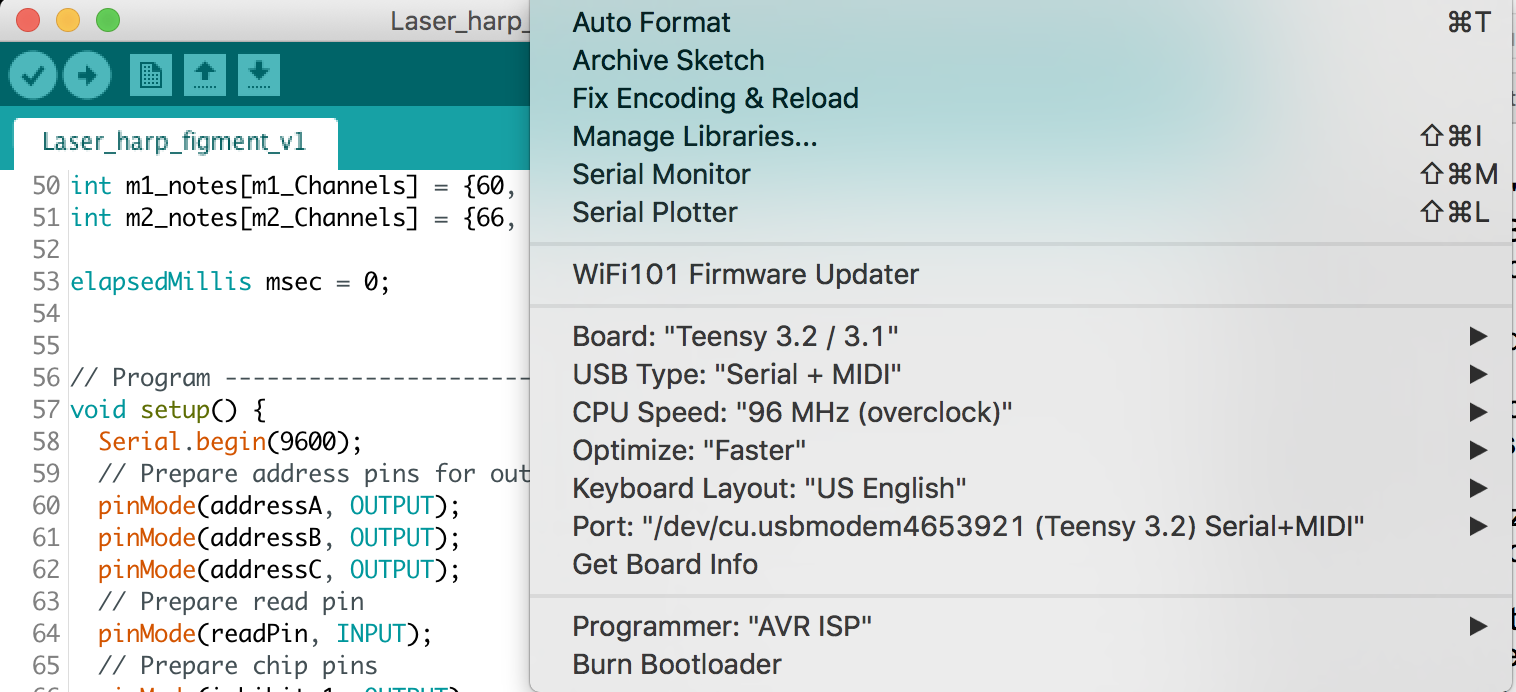 Laser_harp_
Laser_harp_figment_v1
50 int m1_notes[m1_Channels] = {60,
51 int m2_notes[m2_Channels] = {66,
52
53 elapsedMillis msec = 0;
54
55
56 // Program ----------------------
57 void setup() {
58 Serial.begin(9600);
59 // Prepare address pins for out
60 pinMode(addressA, OUTPUT);
61 pinMode(addressB, OUTPUT);
62 pinMode(addressC, OUTPUT);
63 // Prepare read pin
64 pinMode(readPin, INPUT);
65 // Prepare chip pins
Auto Format ⌘T
Archive Sketch
Fix Encoding & Reload
Manage Libraries... ⇧⌘I
Serial Monitor ⇧⌘M
Serial Plotter ⇧⌘L
WiFi101 Firmware Updater
Board: "Teensy 3.2 / 3.1" ▶
USB Type: "Serial + MIDI" ▶
CPU Speed: "96 MHz (overclock)" ▶
Optimize: "Faster" ▶
Keyboard Layout: "US English" ▶
Port: "/dev/cu.usbmodem4653921 (Teensy 3.2) Serial+MIDI" ▶
Get Board Info
Programmer: "AVR ISP" ▶
Burn Bootloader